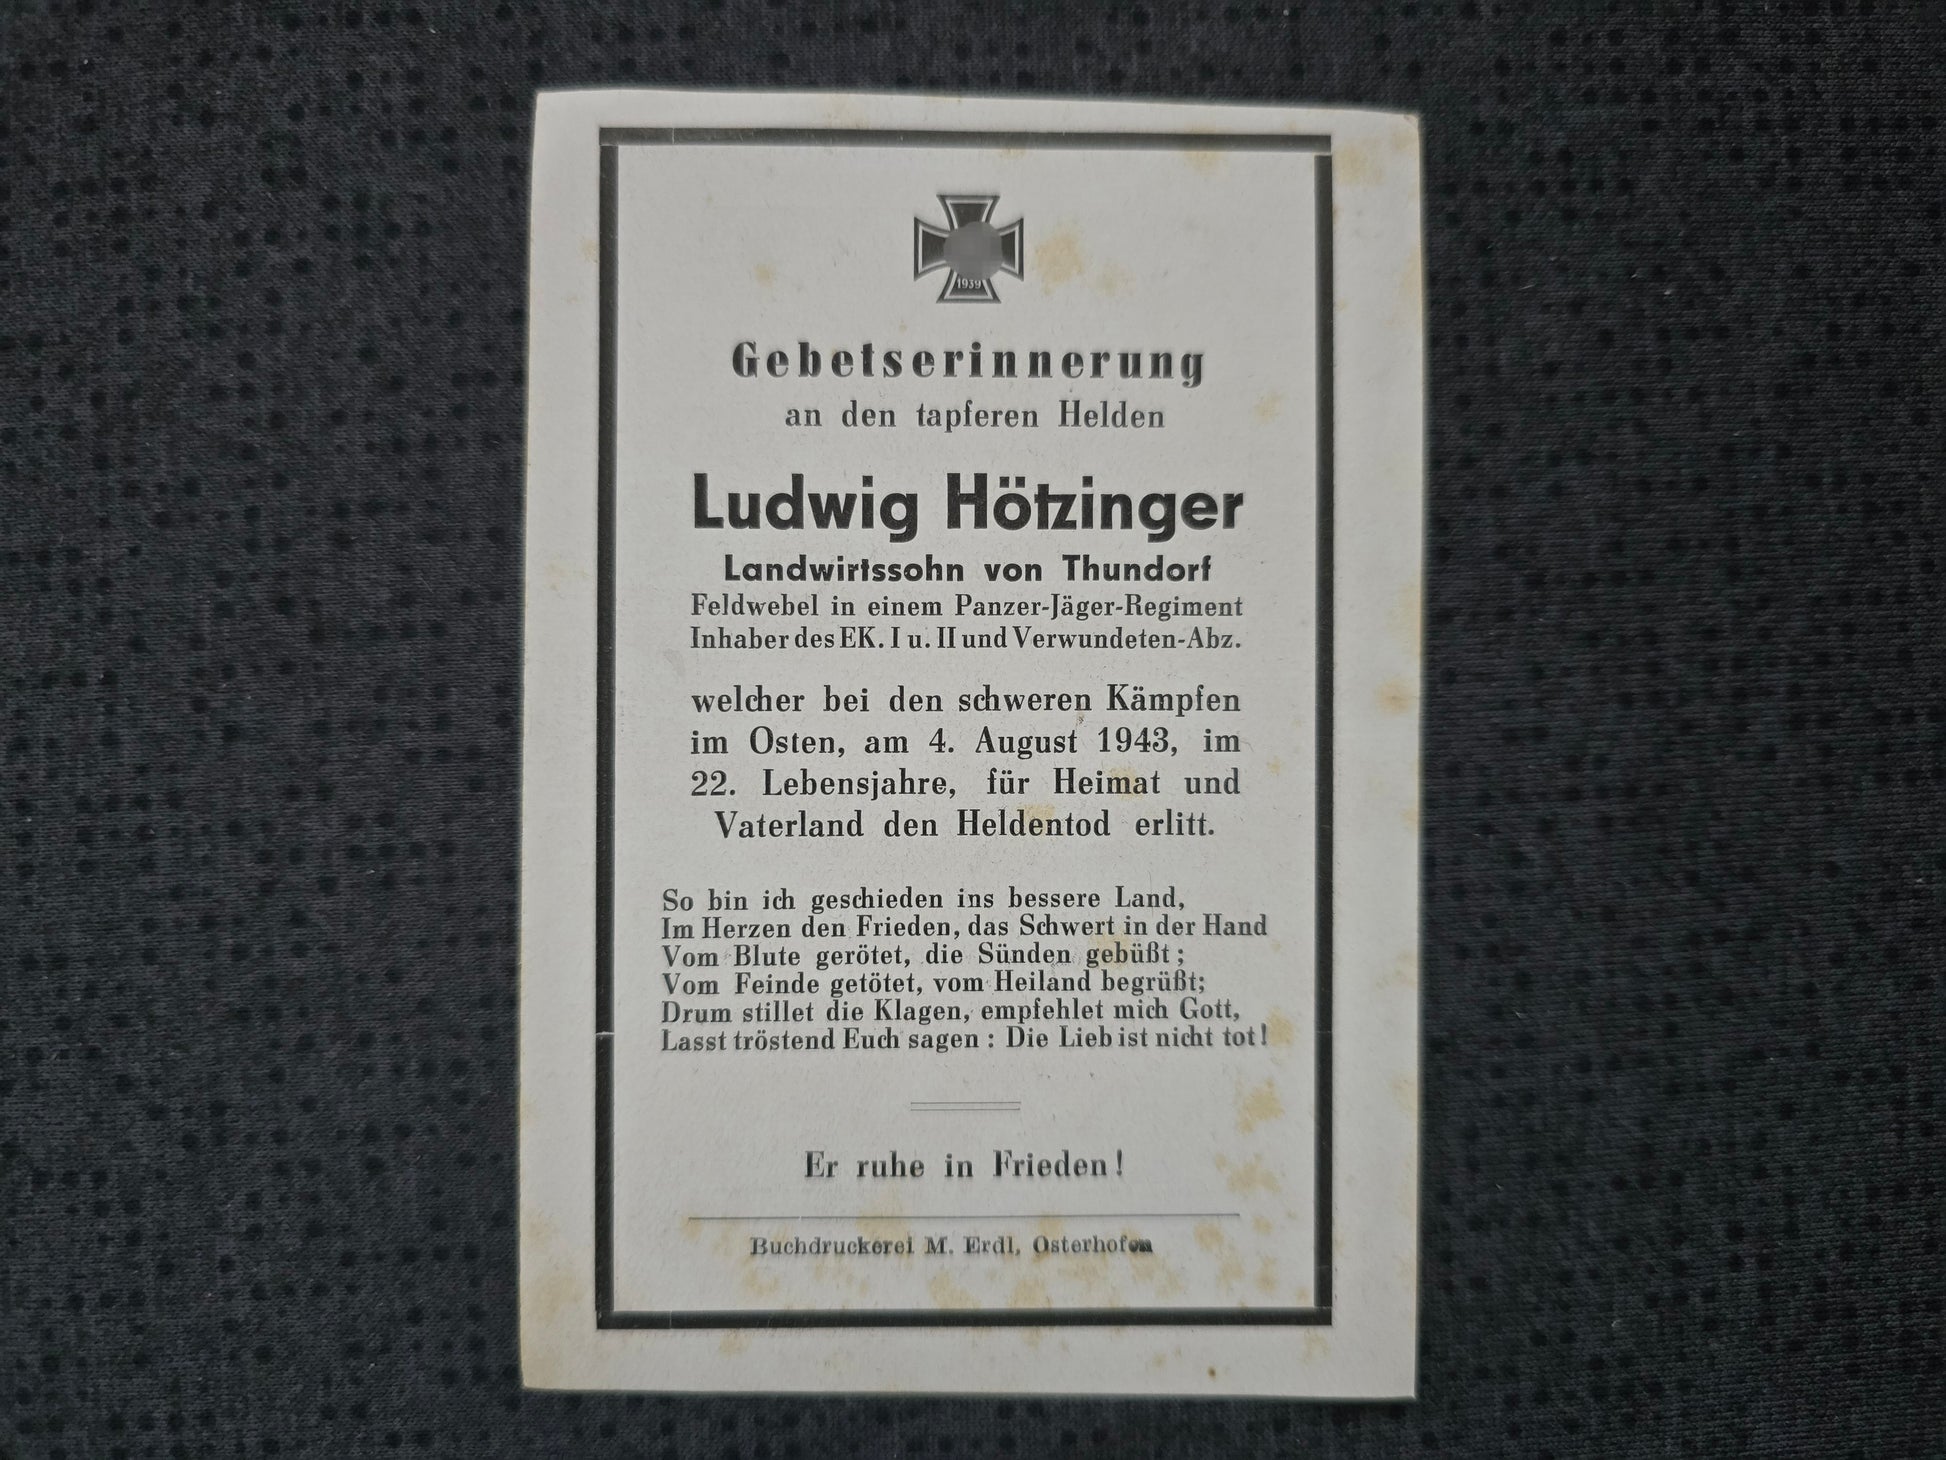 1939
Gebetserinnerung
an den tapferen Helden
Ludwig Hötzinger
Landwirtssohn von Thundorf
Feldwebel in einem Panzer-Jäger-Regiment
Inhaber des EK. I u. II und Verwundeten-Abz.
welcher bei den schweren Kämpfen
im Osten, am 4. August 1943, im
22. Lebensjahre, für Heimat und
Vaterland den Heldentod erlitt.
So bin ich geschieden ins bessere Land,
Im Herzen den Frieden, das Schwert in der Hand
Vom Blute gerötet, die Sünden gebüßt;
Vom Feinde getötet, vom Heiland begrüßt;
Drum stillet die Klagen, empfehlet mich Gott,
Lasst tröstend Euch sagen: Die Lieb ist nicht tot!
Er ruhe in Frieden!
Buchdruckerei M. Erdl, Osterhofen